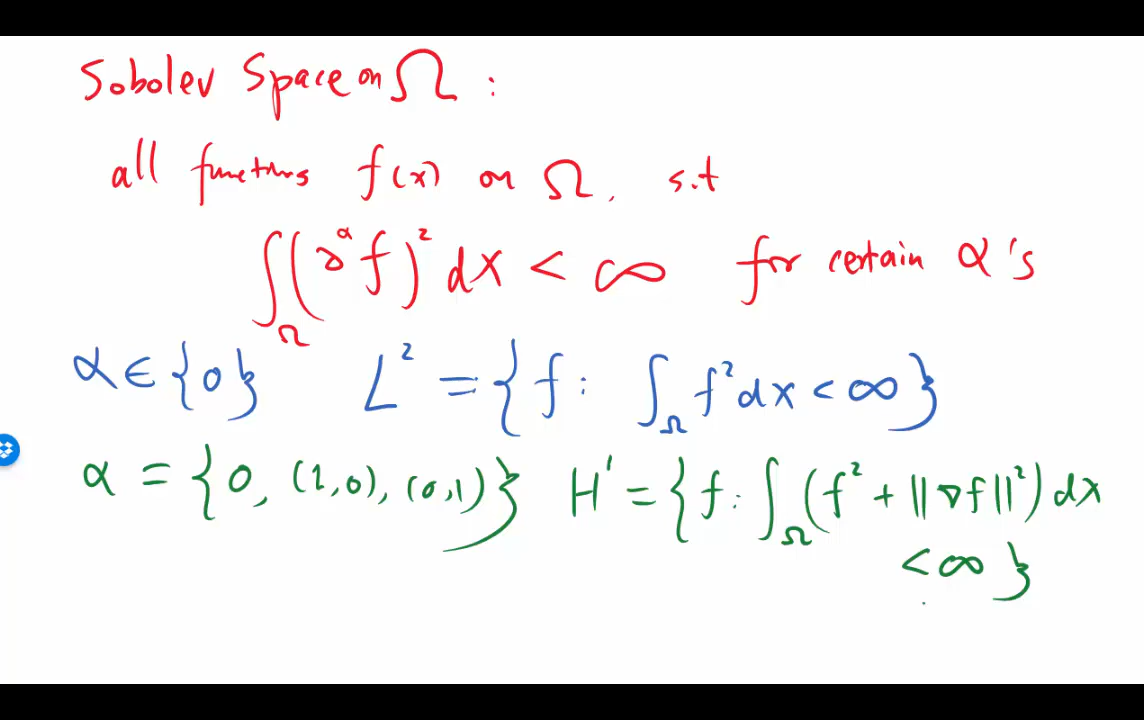 Sobolev Space on Ω :
all functions f(x) on Ω, s.t
∫_Ω (∂^α f)² dx < ∞ for certain α's
α ∈ {0} L² = {f : ∫_Ω f² dx < ∞}
α = {0, (1,0), (0,1)} H¹ = {f : ∫_Ω (f² + ||∇f||²) dx
< ∞}